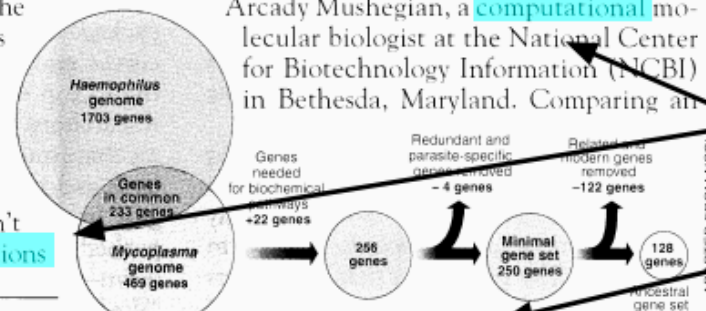 he
Arcady Mushegian, a computational mo-
s
lecular biologist at the National Center
for Biotechnology Information (NCBI)
in Bethesda, Maryland. Comparing an
Haemophilus
genome
1703 genes
Genes
in common
233 genes
n't
ions
Mycoplasma
genome
469 genes
Genes
needed
for biochemical
pathways
+22 genes
256
genes
Redundant and
parasite-specific
genes removed
– 4 genes
Minimal
gene set
250 genes
Related and
modern genes
removed
–122 genes
128
genes
Ancestral
gene set